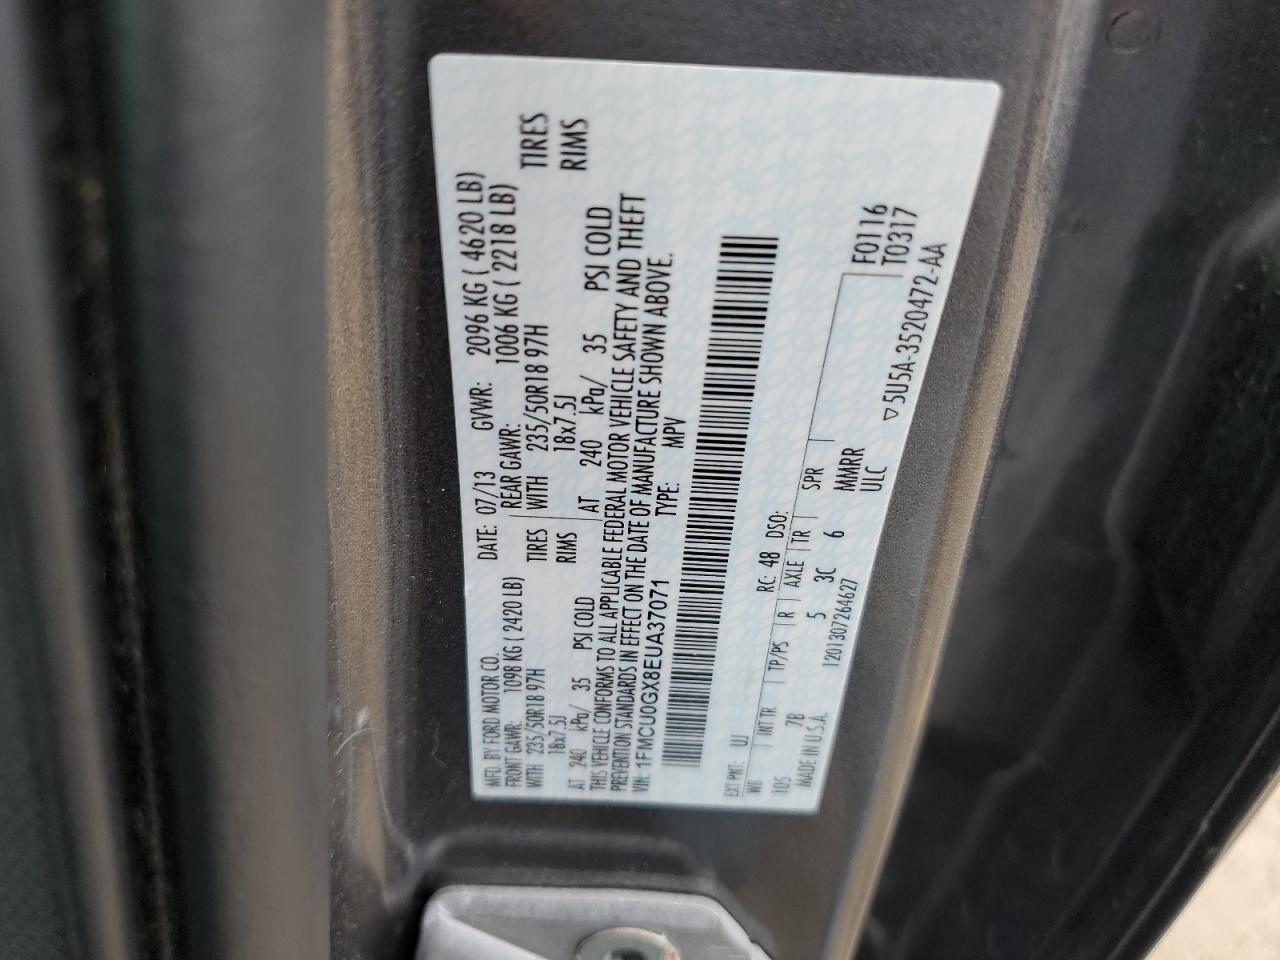 MFD. BY FORD MOTOR CO. DATE: 07/13 GVWR: 2096 KG ( 4620 LB)
FRONT GAWR: 1098 KG ( 2420 LB) REAR GAWR: 1006 KG ( 2218 LB)
WITH 235/50R18 97H TIRES WITH 235/50R18 97H TIRES
18x7.5J RIMS 18x7.5J RIMS
AT 240 kPa/ 35 PSI COLD AT 240 kPa/ 35 PSI COLD
THIS VEHICLE CONFORMS TO ALL APPLICABLE FEDERAL MOTOR VEHICLE SAFETY AND THEFT
PREVENTION STANDARDS IN EFFECT ON THE DATE OF MANUFACTURE SHOWN ABOVE.
VIN: 1FMCU0GX8EUA37071 TYPE: MPV
EXT PNT: UJ RC: 48 DSO: F0116
WB INT TR TP/PS R AXLE TR SPR T0317
105 7B 5 3C 6 MMRR
MADE IN U.S.A. 1201307264627 ULC
▽5U5A-3520472-AA